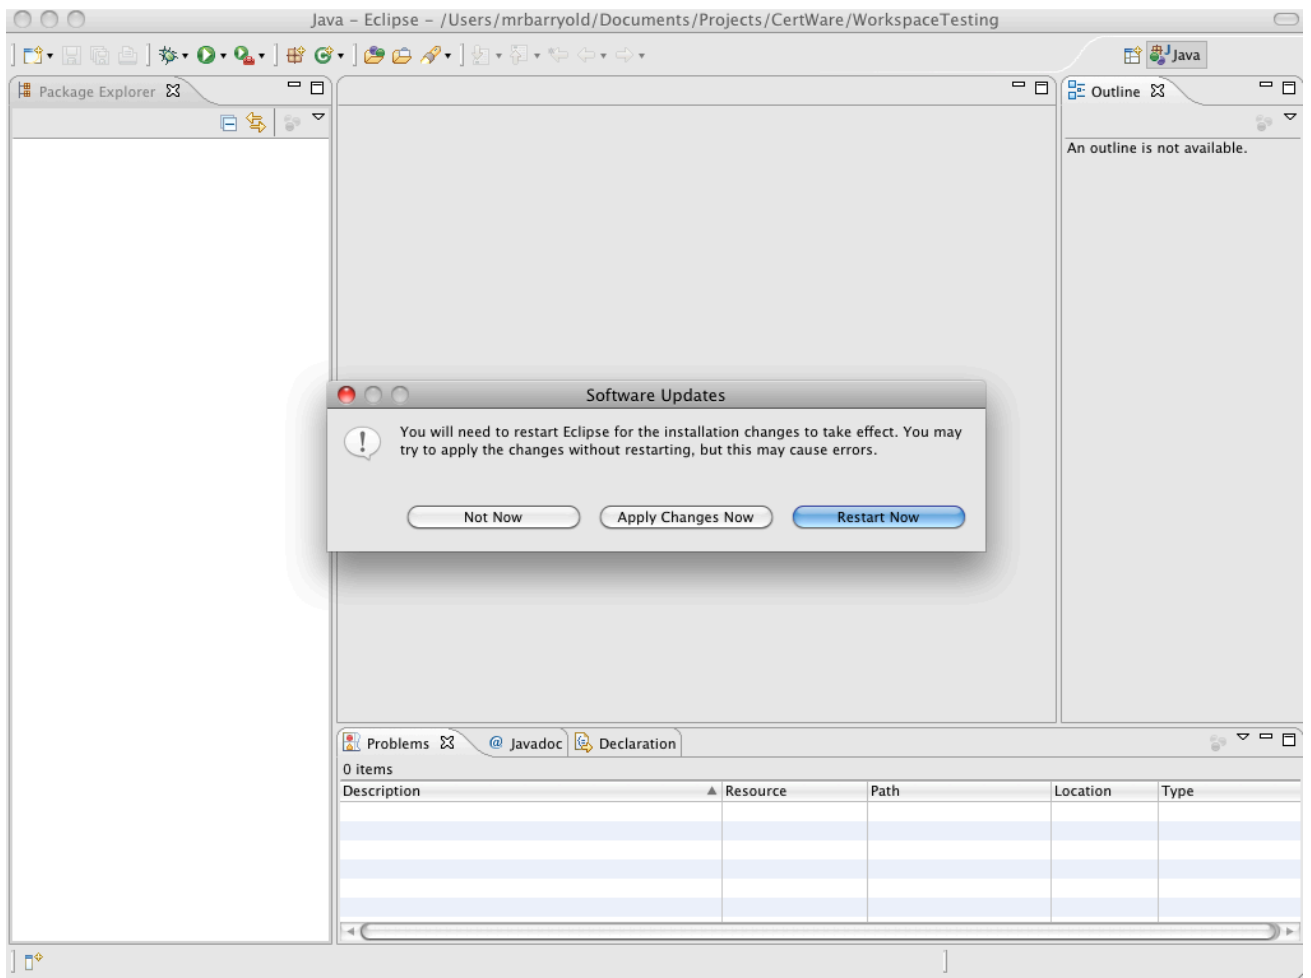 Java – Eclipse – /Users/mrbarryold/Documents/Projects/CertWare/WorkspaceTesting
Java
Package Explorer
Outline
An outline is not available.
Software Updates
You will need to restart Eclipse for the installation changes to take effect. You may
try to apply the changes without restarting, but this may cause errors.
Not Now
Apply Changes Now
Restart Now
Problems
@ Javadoc
Declaration
0 items
Description
Resource
Path
Location
Type